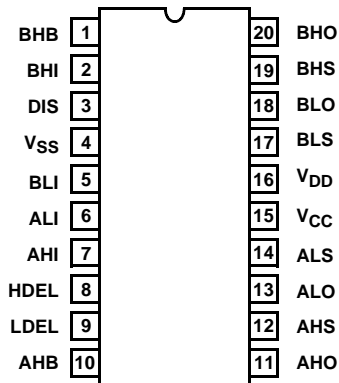 BHB 1 20 BHO
BHI 2 19 BHS
DIS 3 18 BLO
VSS 4 17 BLS
BLI 5 16 VDD
ALI 6 15 VCC
AHI 7 14 ALS
HDEL 8 13 ALO
LDEL 9 12 AHS
AHB 10 11 AHO